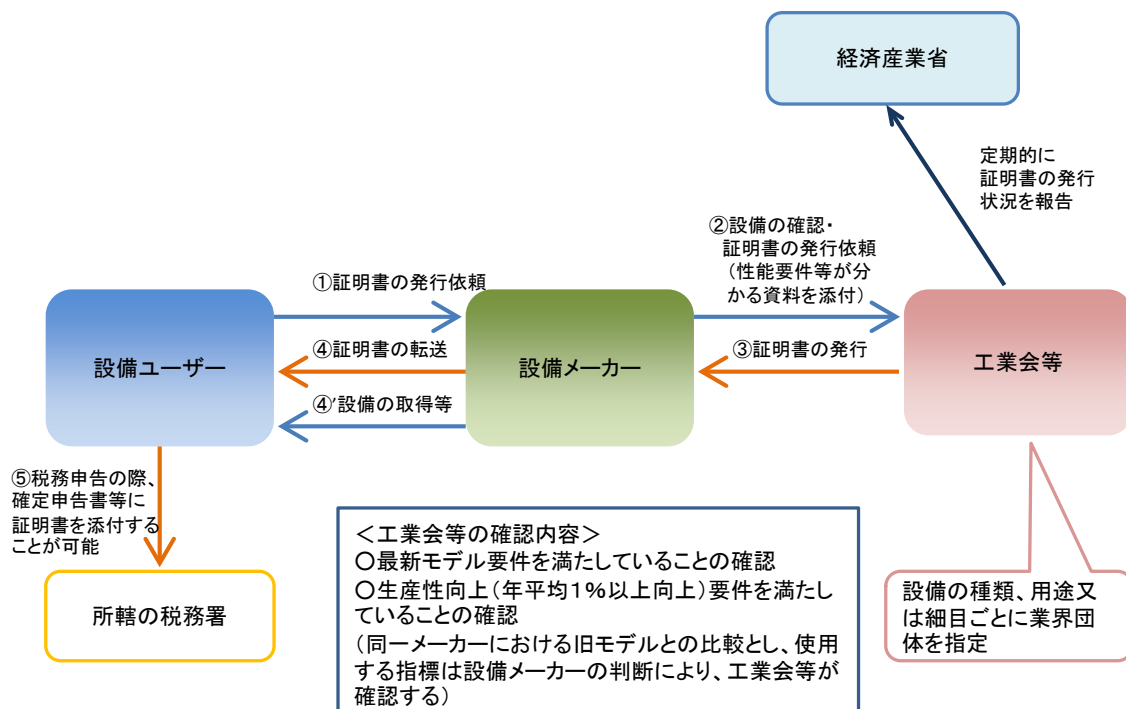 経済産業省
定期的に
証明書の発行
状況を報告
②設備の確認・
証明書の発行依頼
（性能要件等が分
かる資料を添付）
①証明書の発行依頼
④証明書の転送
③証明書の発行
設備ユーザー
設備メーカー
工業会等
④’設備の取得等
⑤税務申告の際、
確定申告書等に
証明書を添付する
ことが可能
所轄の税務署
＜工業会等の確認内容＞
〇最新モデル要件を満たしていることの確認
〇生産性向上（年平均１％以上向上）要件を満たし
ていることの確認
（同一メーカーにおける旧モデルとの比較とし、使用
する指標は設備メーカーの判断により、工業会等が
確認する）
設備の種類、用途又
は細目ごとに業界団
体を指定